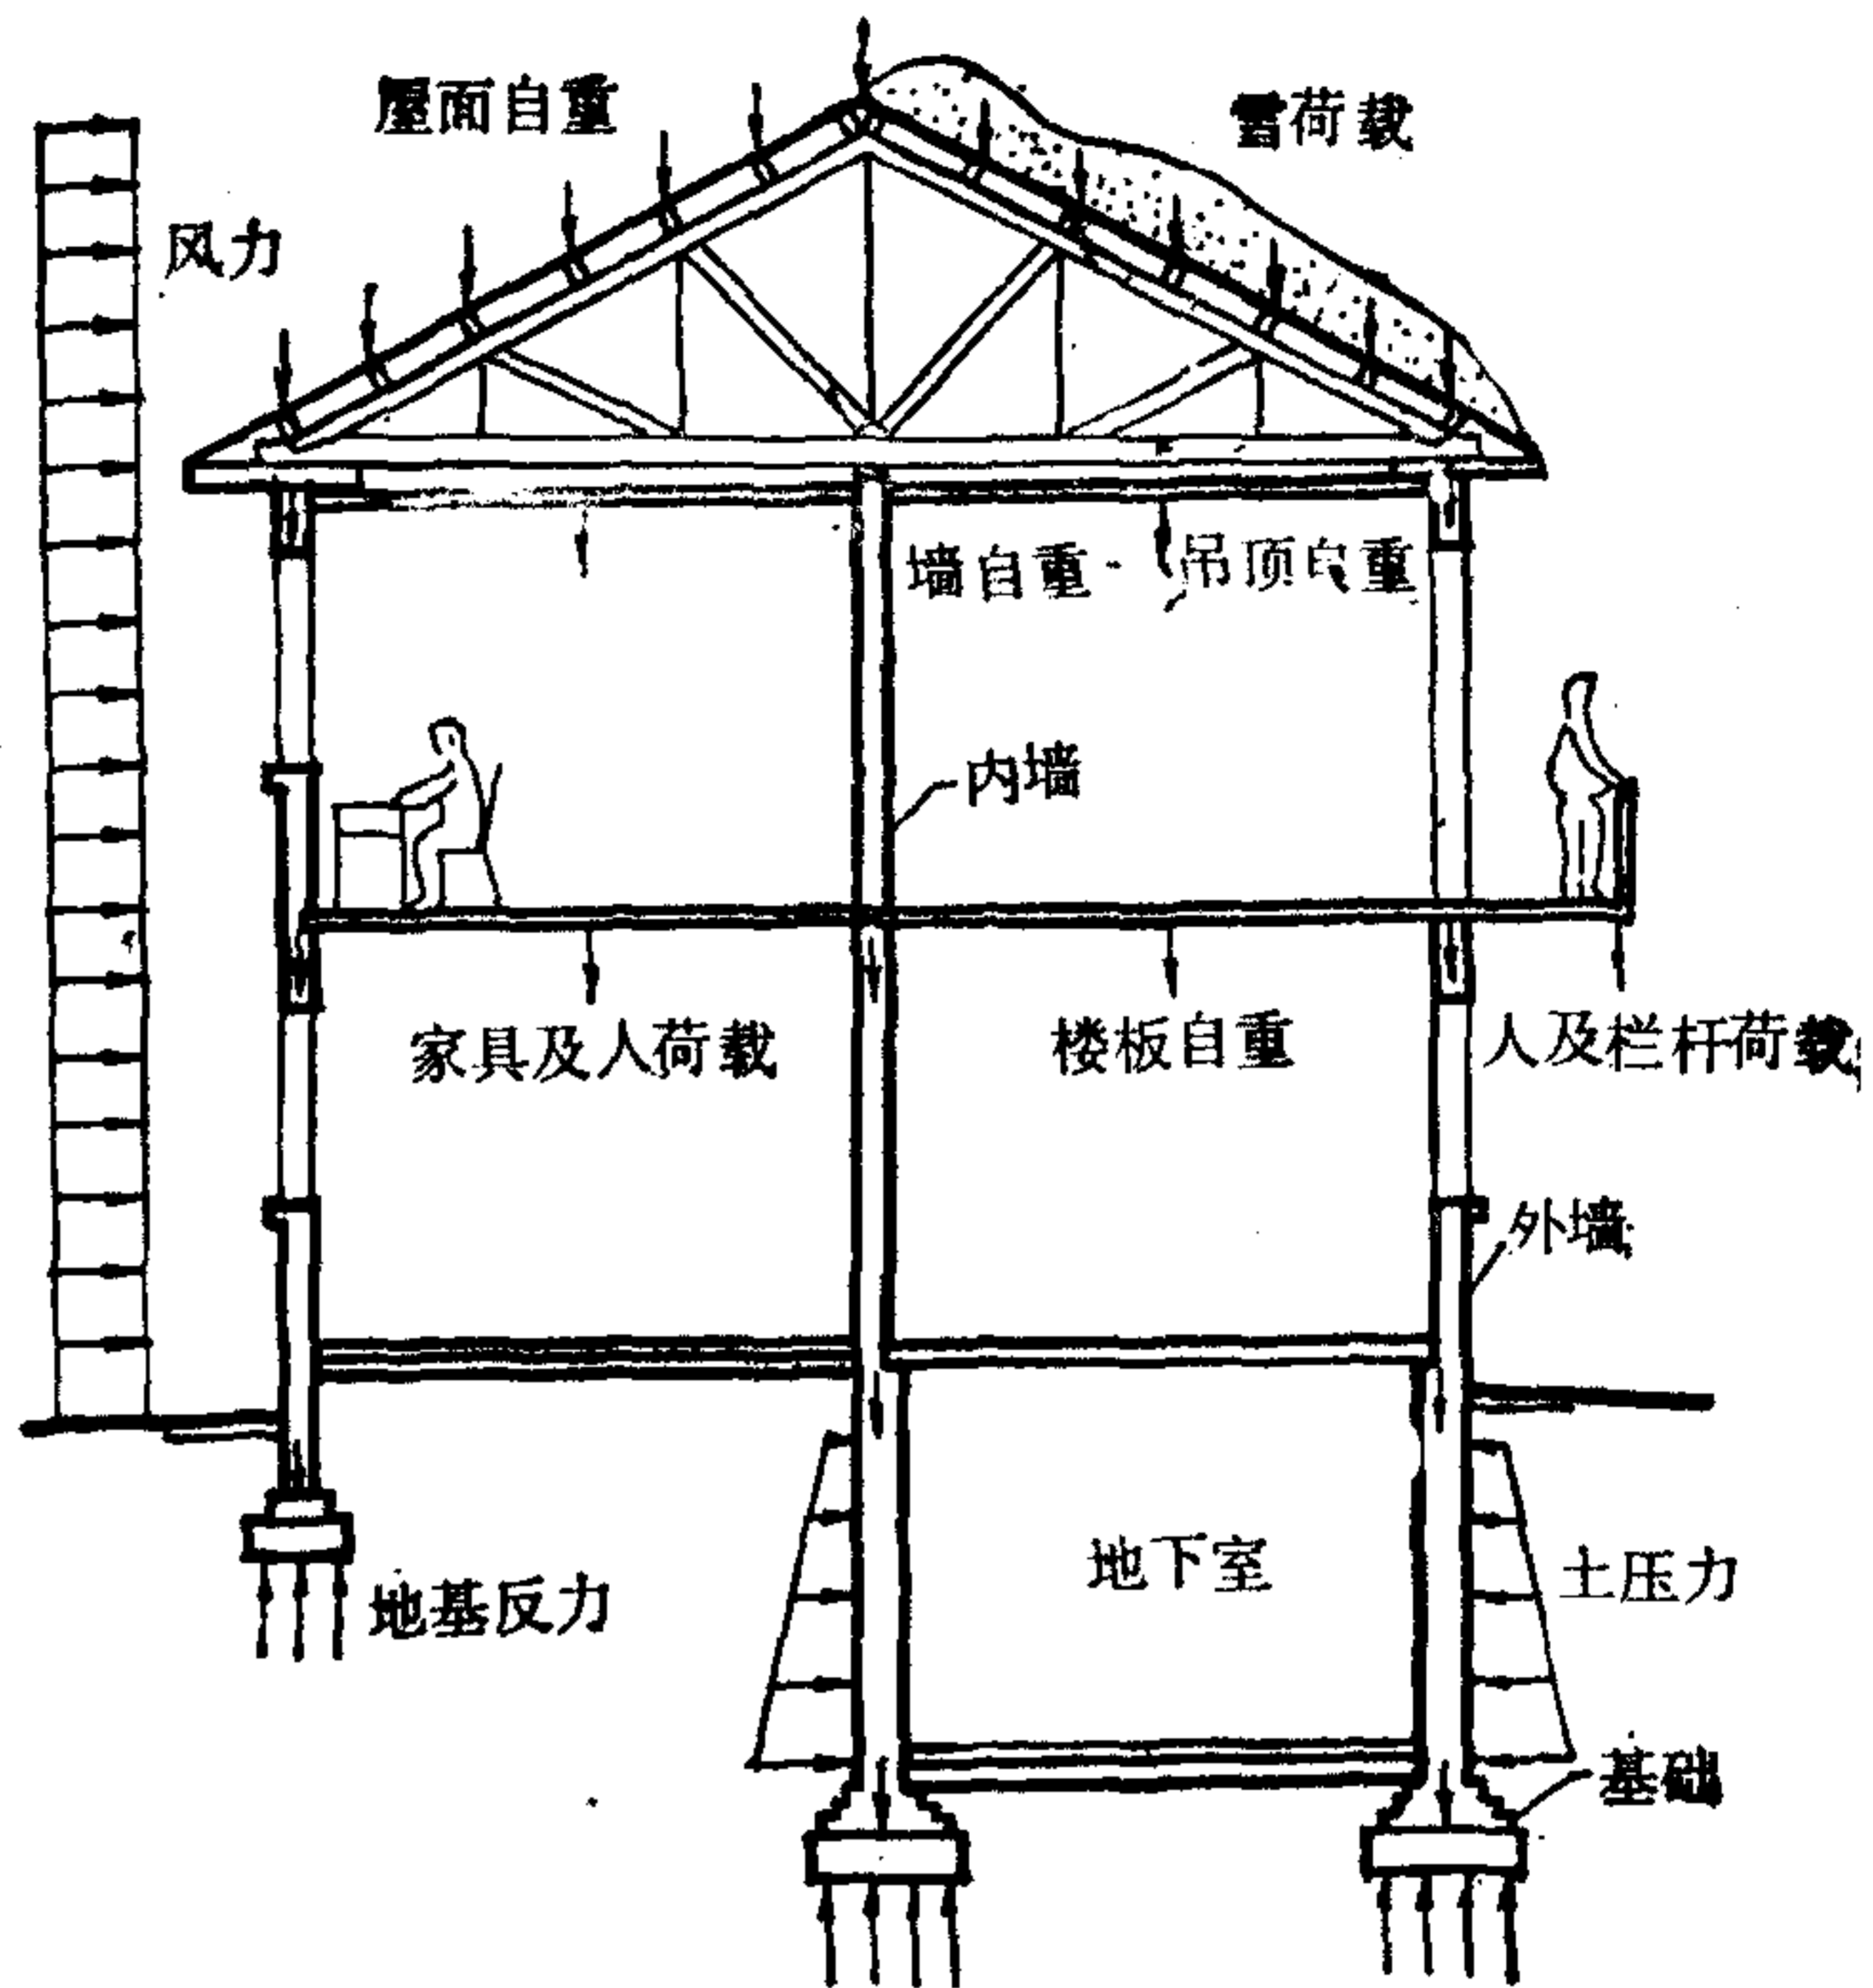 屋面自重
雪荷载
风力
墙自重
吊顶自重
内墙
家具及人荷载
楼板自重
人及栏杆荷载
外墙
地下室
土压力
地基反力
基础